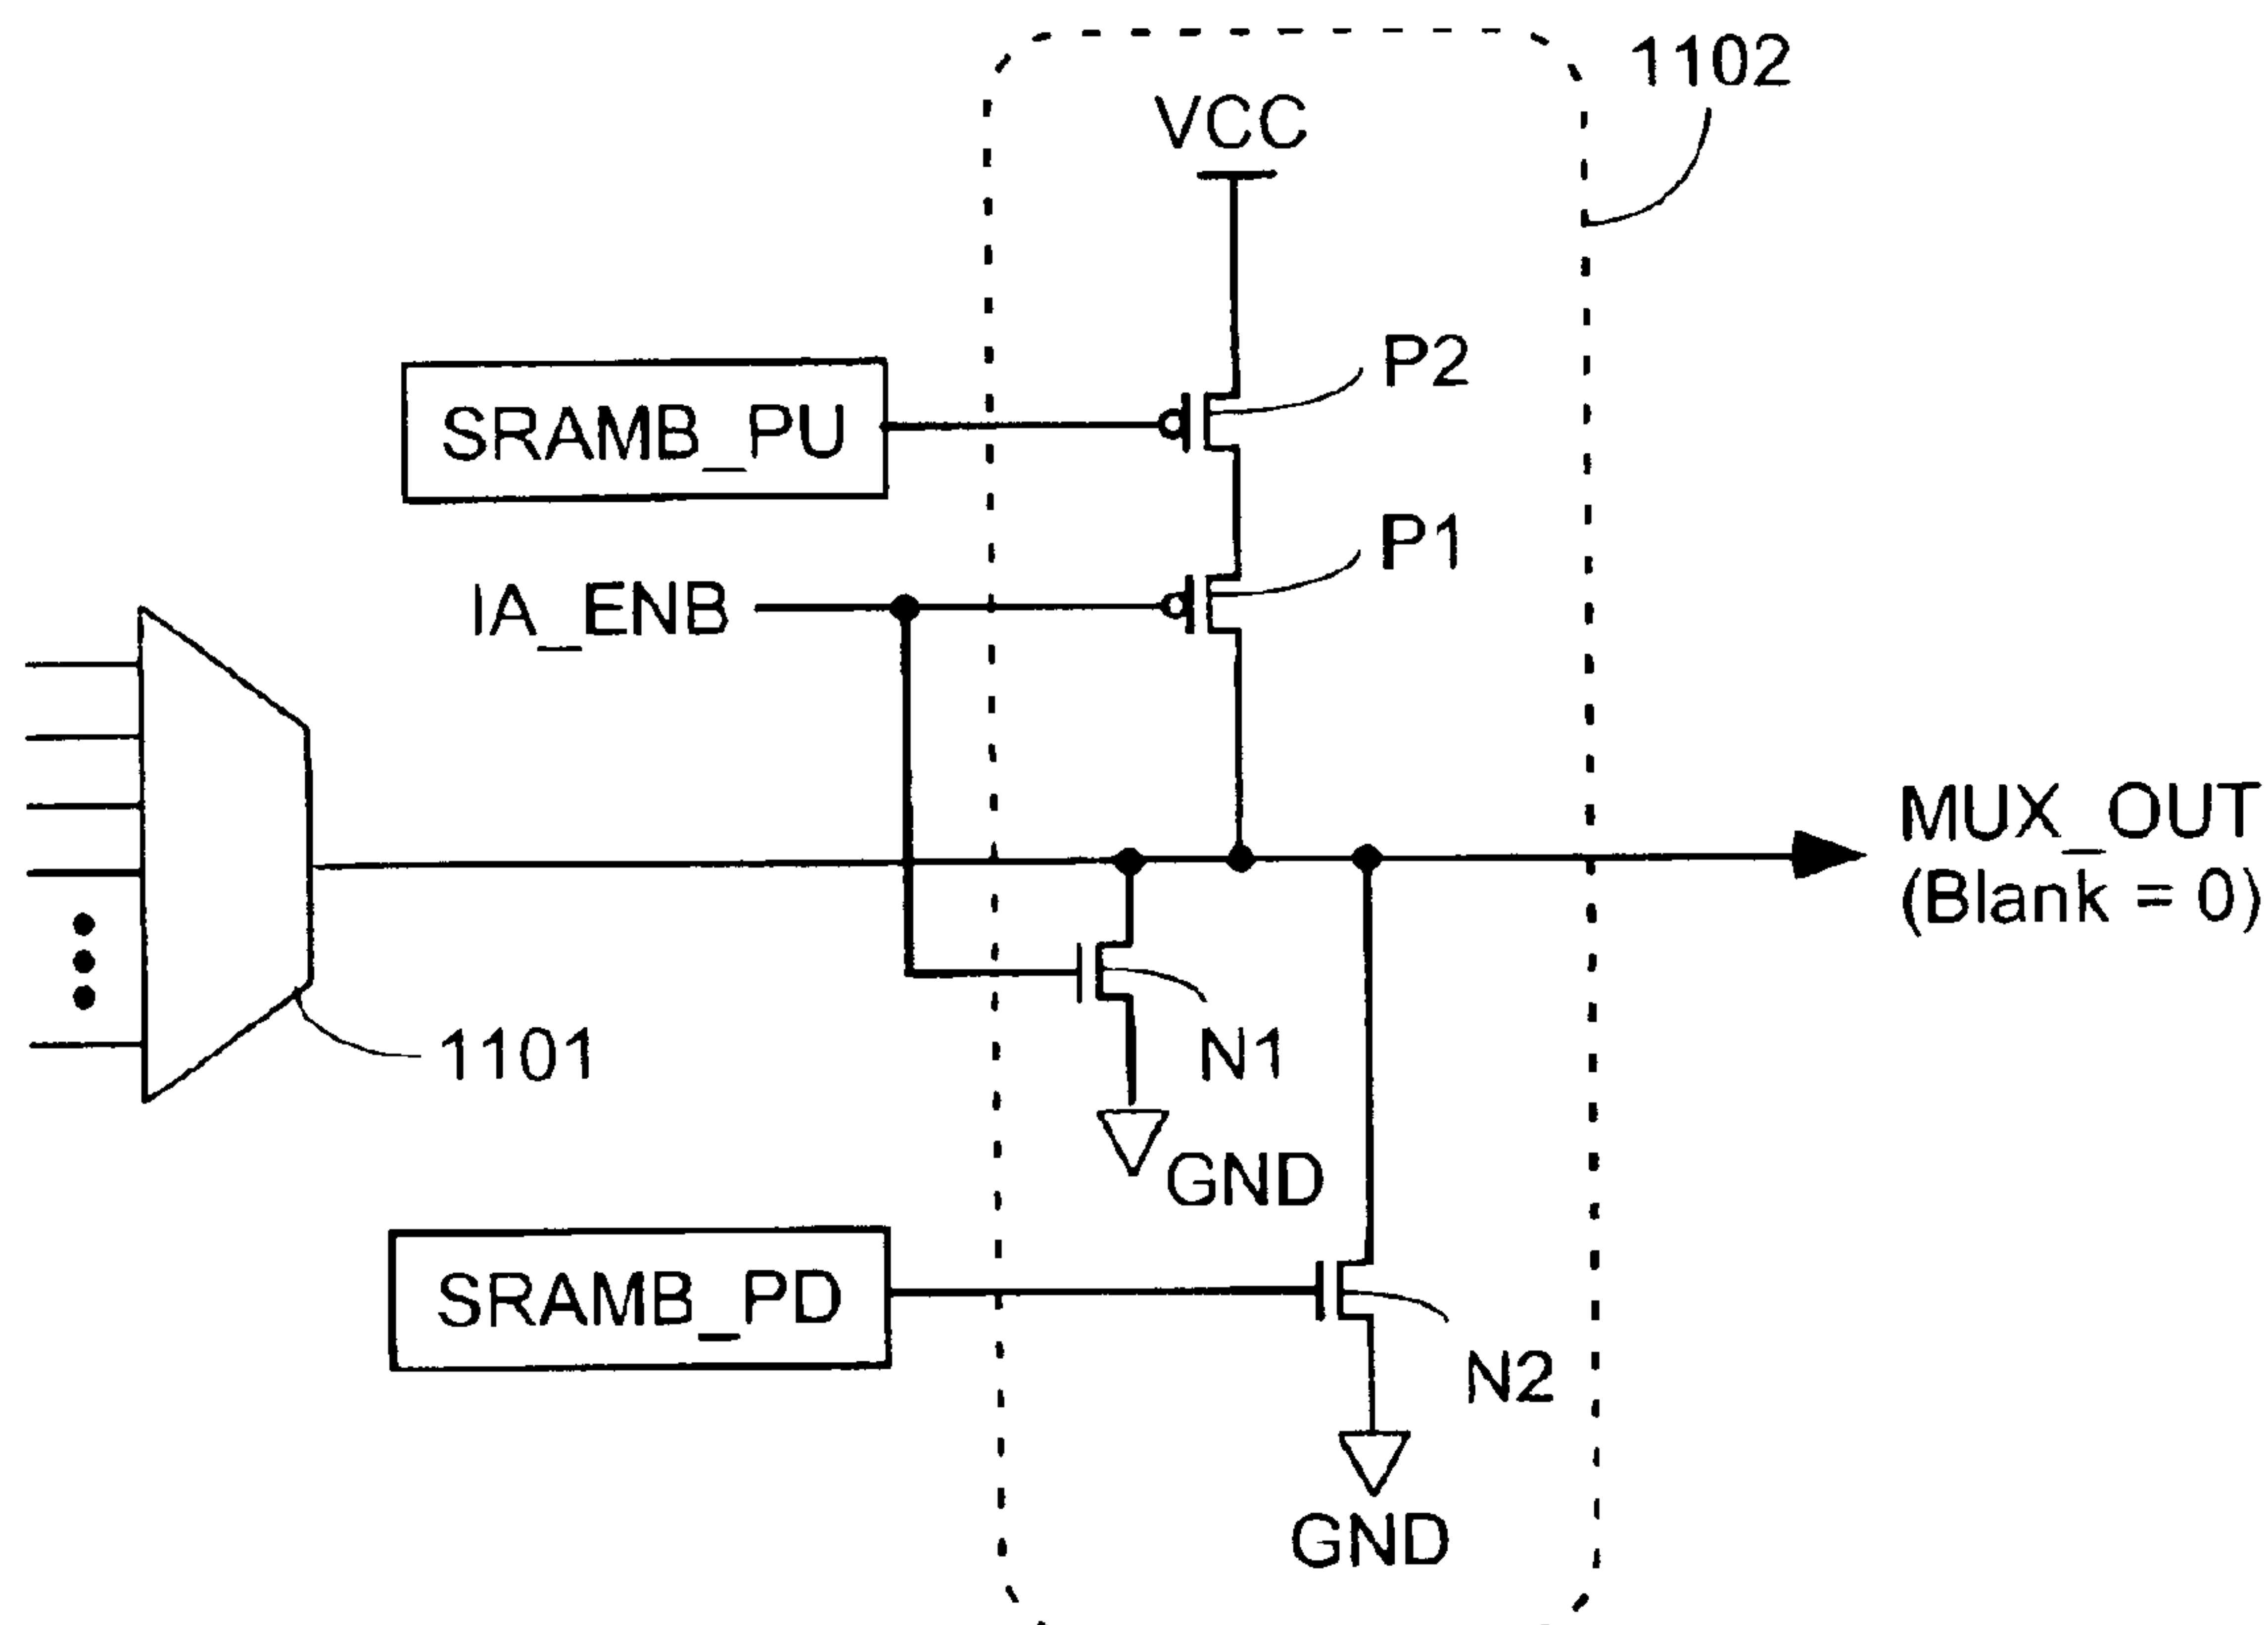 1102
VCC
P2
SRAMB_PU
P1
IA_ENB
MUX_OUT
(Blank = 0)
1101
N1
GND
SRAMB_PD
N2
GND